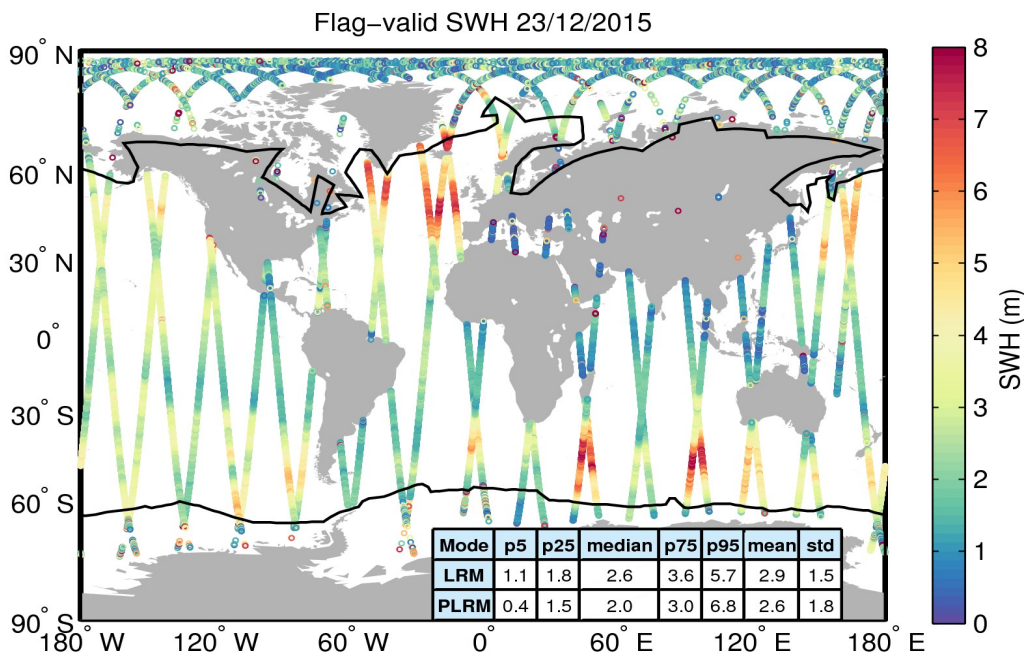 Flag−valid SWH 23/12/2015
90° N
60° N
30° N
0°
30° S
60° S
90° S
180° W
120° W
60° W
0°
60° E
120° E
180° E
Mode p5 p25 median p75 p95 mean std
LRM 1.1 1.8 2.6 3.6 5.7 2.9 1.5
PLRM 0.4 1.5 2.0 3.0 6.8 2.6 1.8
8
7
6
5
4
3
2
1
0
SWH (m)